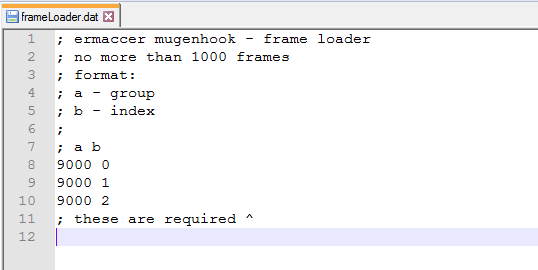 frameLoader.dat
1 ; ermaccer mugenhook - frame loader
2 ; no more than 1000 frames
3 ; format:
4 ; a - group
5 ; b - index
6 ;
7 ; a b
8 9000 0
9 9000 1
10 9000 2
11 ; these are required ^
12